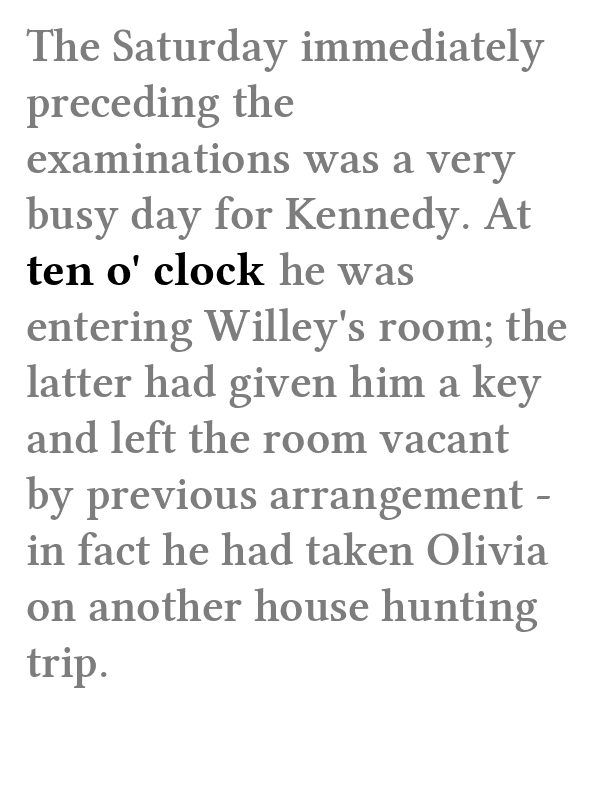 The Saturday immediately
preceding the
examinations was a very
busy day for Kennedy. At
ten o' clock he was
entering Willey's room; the
latter had given him a key
and left the room vacant
by previous arrangement -
in fact he had taken Olivia
on another house hunting
trip.